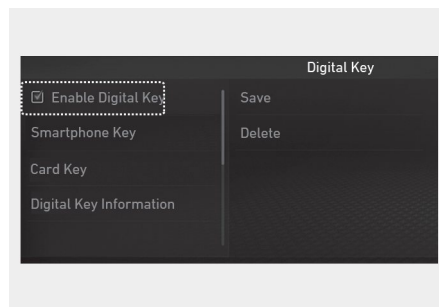 Digital Key
Enable Digital Key
Save
Smartphone Key
Delete
Card Key
Digital Key Information